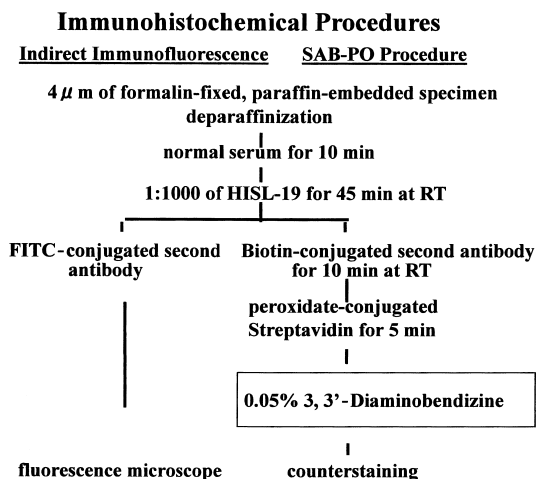 Immunohistochemical Procedures
Indirect Immunofluorescence SAB-PO Procedure
4μm of formalin-fixed, paraffin-embedded specimen
deparaffinization
normal serum for 10 min
1:1000 of HISL-19 for 45 min at RT
FITC-conjugated second
antibody
Biotin-conjugated second antibody
for 10 min at RT
peroxidate-conjugated
Streptavidin for 5 min
0.05% 3, 3'-Diaminobendizine
fluorescence microscope
counterstaining